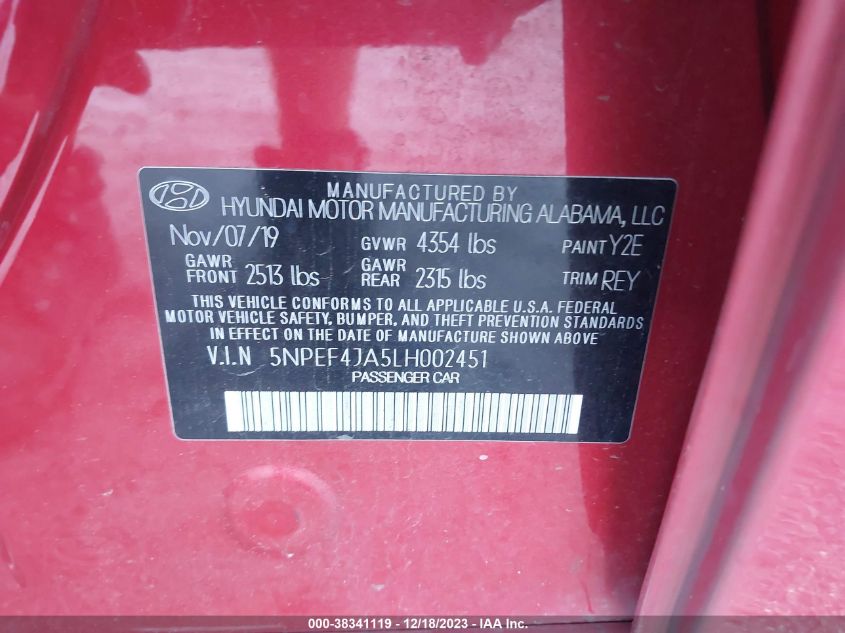 MANUFACTURED BY
HYUNDAI MOTOR MANUFACTURING ALABAMA, LLC
Nov/07/19 GVWR 4354 lbs PAINT Y2E
GAWR FRONT 2513 lbs GAWR REAR 2315 lbs TRIM REY
THIS VEHICLE CONFORMS TO ALL APPLICABLE U.S.A. FEDERAL
MOTOR VEHICLE SAFETY, BUMPER, AND THEFT PREVENTION STANDARDS
IN EFFECT ON THE DATE OF MANUFACTURE SHOWN ABOVE
V.I.N 5NPEF4JA5LH002451
PASSENGER CAR
000-38341119 - 12/18/2023 - IAA Inc.